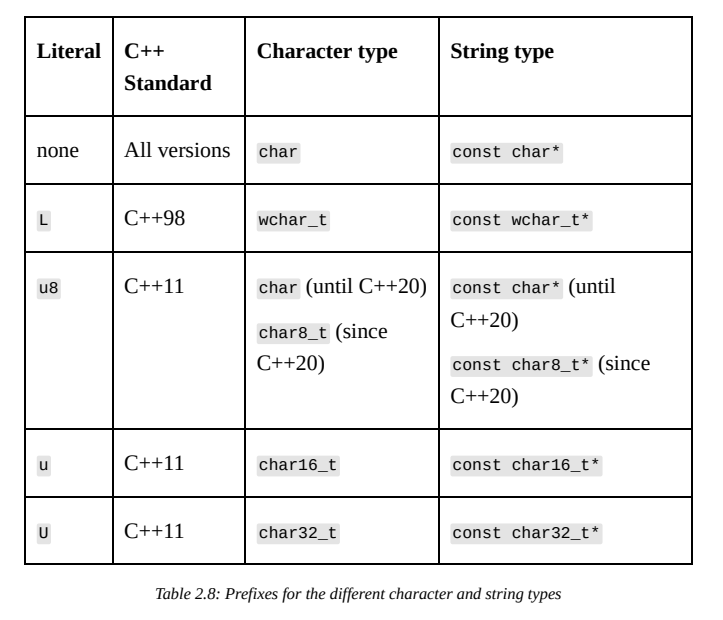 Literal C++ Standard Character type String type
none All versions char const char*
L C++98 wchar_t const wchar_t*
u8 C++11 char (until C++20) const char* (until C++20)
char8_t (since C++20) const char8_t* (since C++20)
u C++11 char16_t const char16_t*
U C++11 char32_t const char32_t*
Table 2.8: Prefixes for the different character and string types